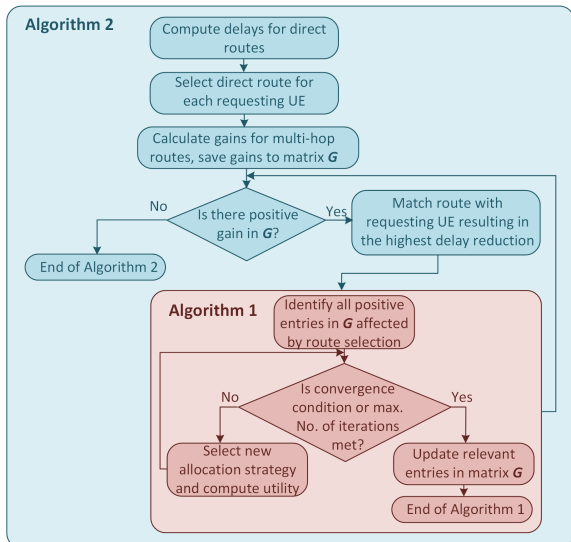 Algorithm 2
Compute delays for direct
routes
Select direct route for
each requesting UE
Calculate gains for multi-hop
routes, save gains to matrix G
Is there positive
gain in G?
No
Yes
End of Algorithm 2
Match route with
requesting UE resulting in
the highest delay reduction
Algorithm 1
Identify all positive
entries in G affected
by route selection
Is convergence
condition or max.
No. of iterations
met?
No
Yes
Select new
allocation strategy
and compute utility
Update relevant
entries in matrix G
End of Algorithm 1